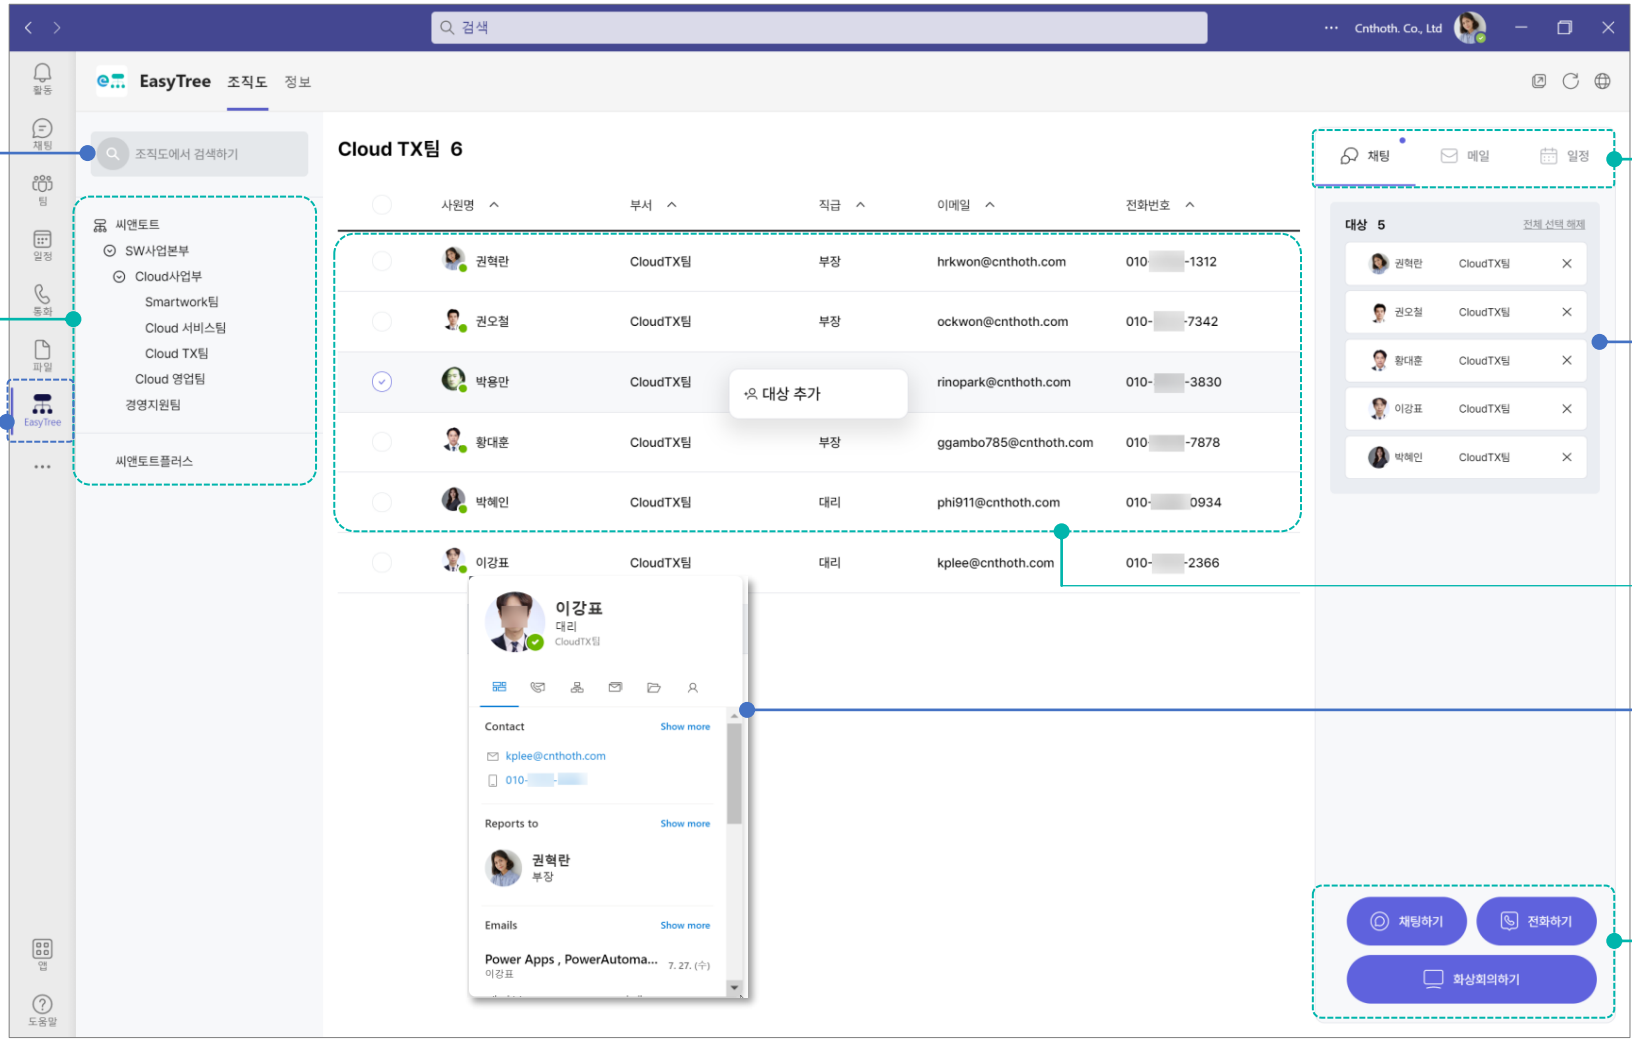 검색
Cnthoth. Co., Ltd
활동
채팅
팀
일정
통화
파일
EasyTree
앱
도움말
EasyTree 조직도 정보
조직도에서 검색하기
씨앤토트
SW사업본부
Cloud사업부
Smartwork팀
Cloud 서비스팀
Cloud TX팀
Cloud 영업팀
경영지원팀
씨앤토트플러스
Cloud TX팀 6
사원명 부서 직급 이메일 전화번호
권혁란 CloudTX팀 부장 hrkwon@cnthoth.com 010- -1312
권오철 CloudTX팀 부장 ockwon@cnthoth.com 010- -7342
박용만 CloudTX팀 rinopark@cnthoth.com 010- -3830
대상 추가
황대훈 CloudTX팀 부장 ggambo785@cnthoth.com 010- -7878
박혜인 CloudTX팀 대리 phi911@cnthoth.com 010- 0934
이강표 CloudTX팀 대리 kplee@cnthoth.com 010- -2366
이강표
대리
CloudTX팀
Contact Show more
kplee@cnthoth.com
010- -
Reports to Show more
권혁란
부장
Emails Show more
Power Apps , PowerAutoma... 7. 27. (수)
이강표
채팅 메일 일정
대상 5 전체 선택 해제
권혁란 CloudTX팀
권오철 CloudTX팀
황대훈 CloudTX팀
이강표 CloudTX팀
박혜인 CloudTX팀
채팅하기 전화하기
화상회의하기